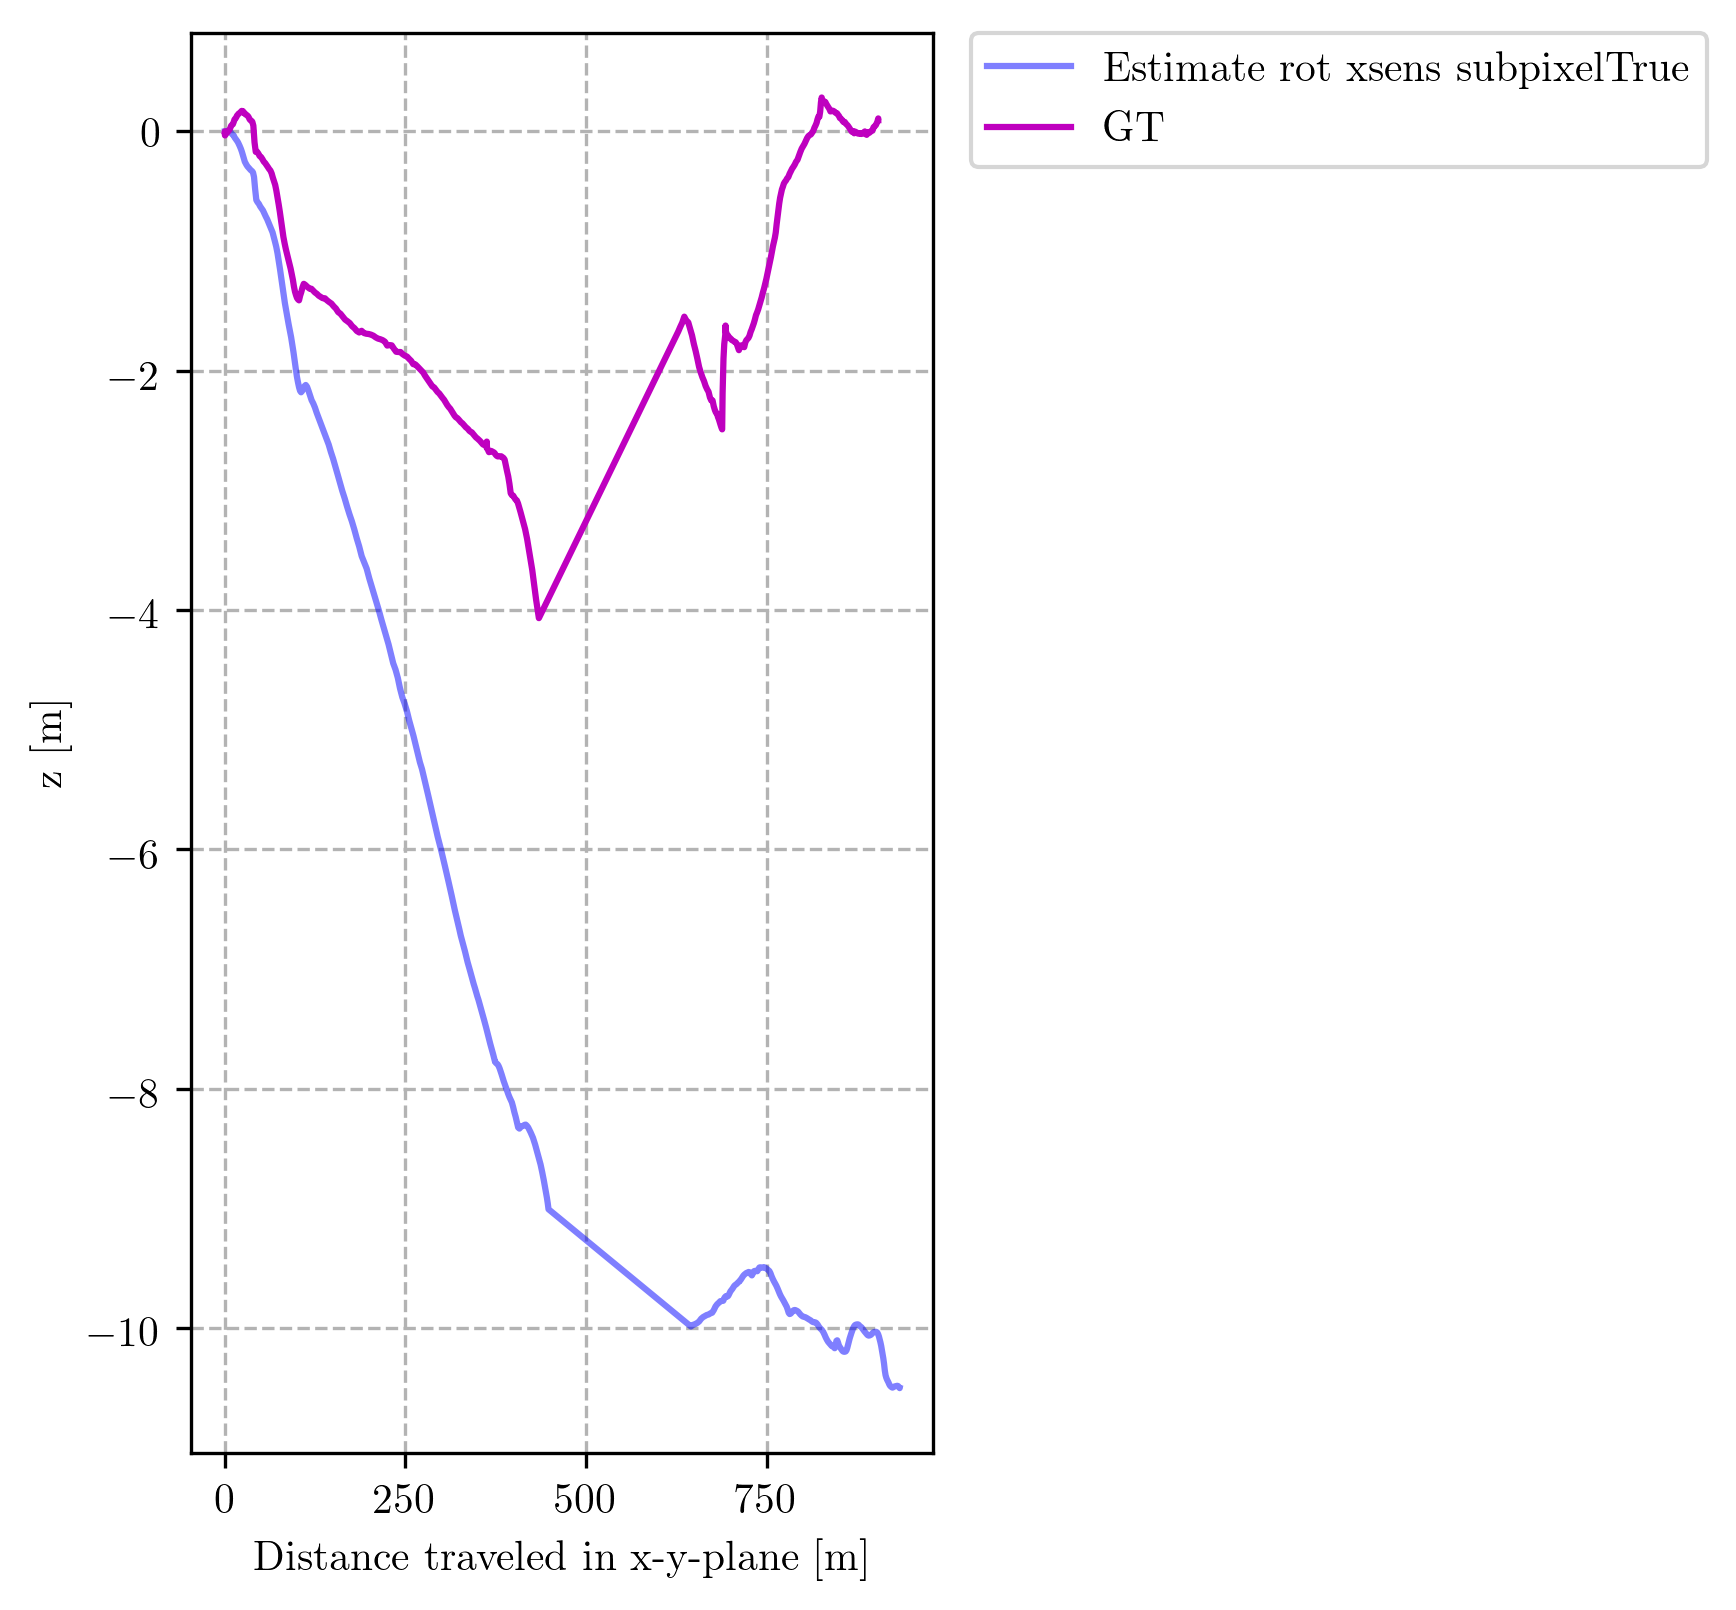 Estimate rot xsens subpixelTrue
GT
0
−2
−4
−6
−8
−10
z [m]
0 250 500 750
Distance traveled in x-y-plane [m]